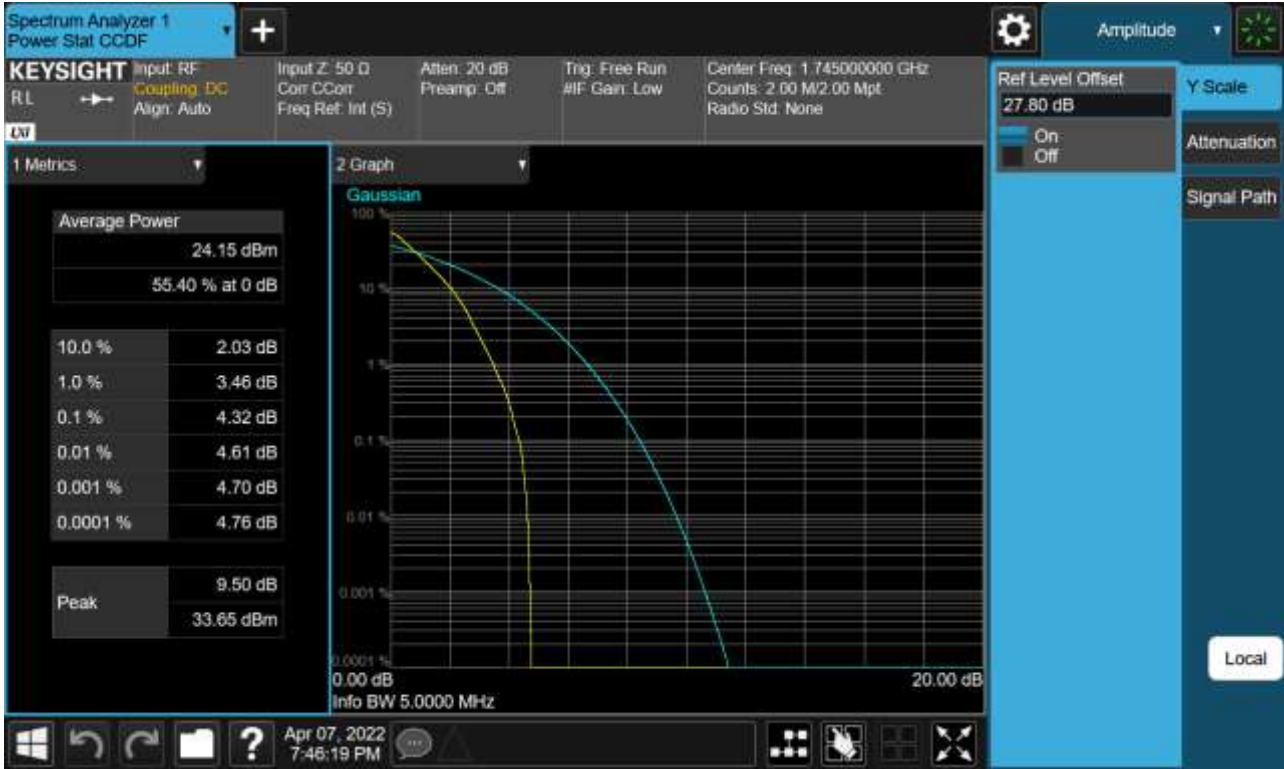 Spectrum Analyzer 1
Power Stat CCDF
+
Amplitude
KEYSIGHT
RL
LXI
Input: RF
Coupling: DC
Align: Auto
Input Z: 50 Ω
Corr CCorr
Freq Ref: Int (S)
Atten: 20 dB
Preamp: Off
Trig: Free Run
#IF Gain: Low
Center Freq: 1.745000000 GHz
Counts: 2.00 M/2.00 Mpt
Radio Std: None
Ref Level Offset
27.80 dB
On
Off
Y Scale
Attenuation
Signal Path
Local
1 Metrics
Average Power
24.15 dBm
55.40 % at 0 dB
10.0 % 2.03 dB
1.0 % 3.46 dB
0.1 % 4.32 dB
0.01 % 4.61 dB
0.001 % 4.70 dB
0.0001 % 4.76 dB
Peak
9.50 dB
33.65 dBm
2 Graph
Gaussian
100 %
10 %
1 %
0.1 %
0.01 %
0.001 %
0.0001 %
0.00 dB 20.00 dB
Info BW 5.0000 MHz
?
Apr 07, 2022
7:46:19 PM